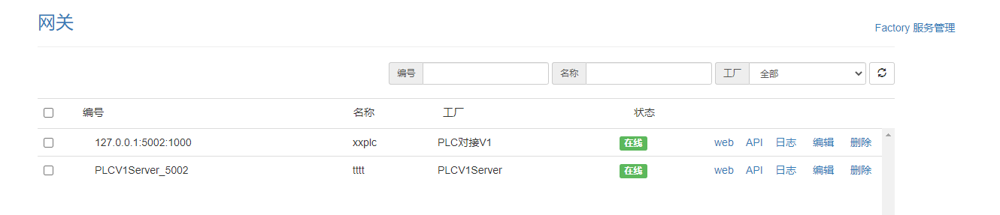 网关
Factory 服务管理
编号 名称 工厂 全部
编号 名称 工厂 状态
127.0.0.1:5002:1000 xxplc PLC对接V1 在线 web API 日志 编辑 删除
PLCV1Server_5002 tttt PLCV1Server 在线 web API 日志 编辑 删除